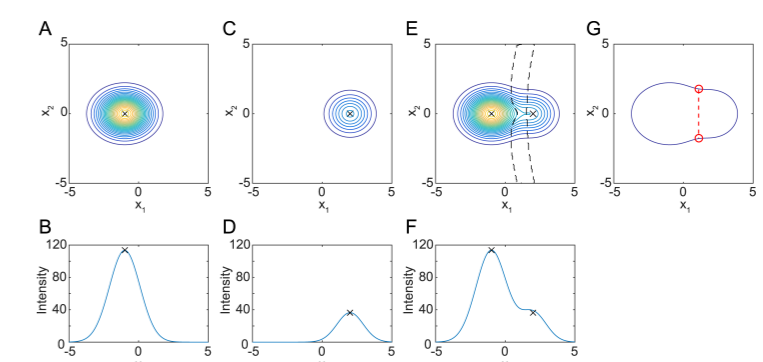 A C E G
5 5 5 5
x2 x2 x2 x2
0 0 0 0
-5 -5 -5 -5
-5 0 5 -5 0 5 -5 0 5 -5 0 5
x1 x1 x1 x1
B D F
120 120 120
80 80 80
40 40 40
0 0 0
Intensity Intensity Intensity
-5 0 5 -5 0 5 -5 0 5